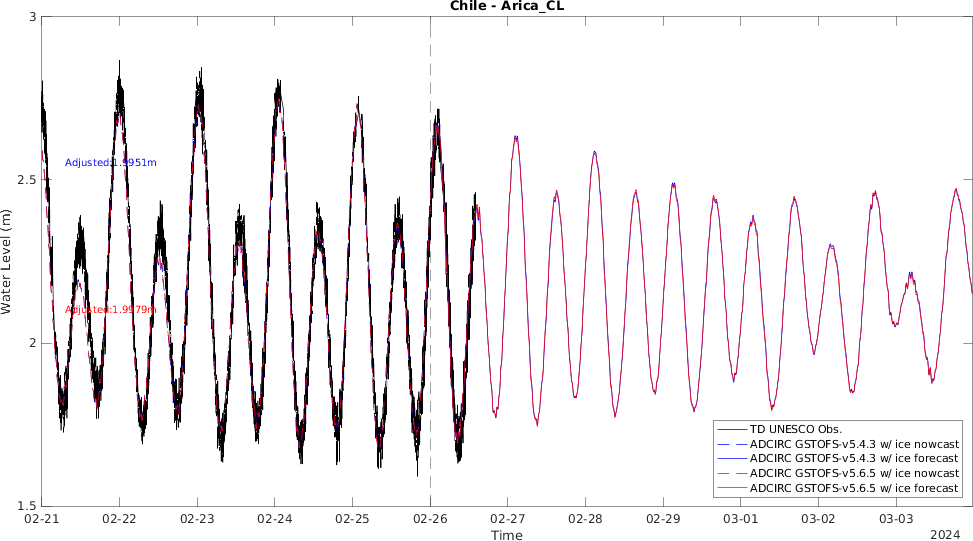 Chile - Arica_CL
3
2.5
2
1.5
Water Level (m)
Adjusted:1.9951m
Adjusted:1.9979m
TD UNESCO Obs.
ADCIRC GSTOFS-v5.4.3 w/ ice nowcast
ADCIRC GSTOFS-v5.4.3 w/ ice forecast
ADCIRC GSTOFS-v5.6.5 w/ ice nowcast
ADCIRC GSTOFS-v5.6.5 w/ ice forecast
02-21 02-22 02-23 02-24 02-25 02-26 02-27 02-28 02-29 03-01 03-02 03-03
Time
2024